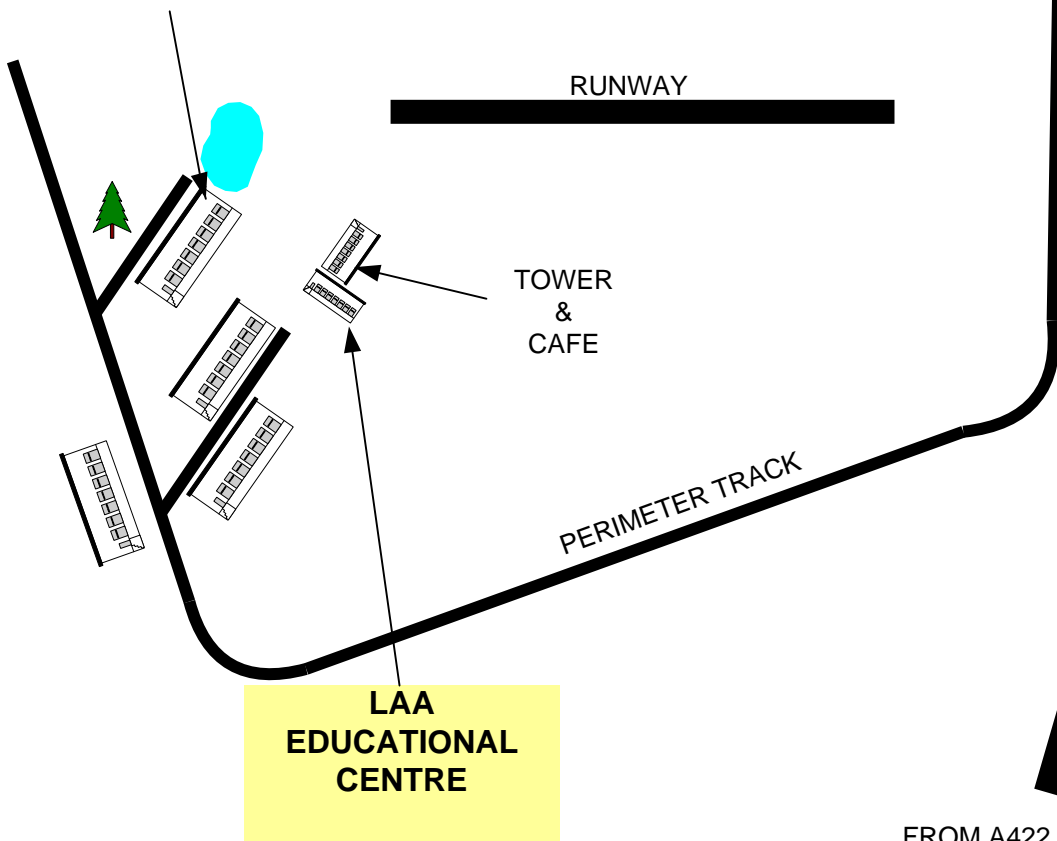 RUNWAY
TOWER
&
CAFE
PERIMETER TRACK
LAA
EDUCATIONAL
CENTRE
FROM A422